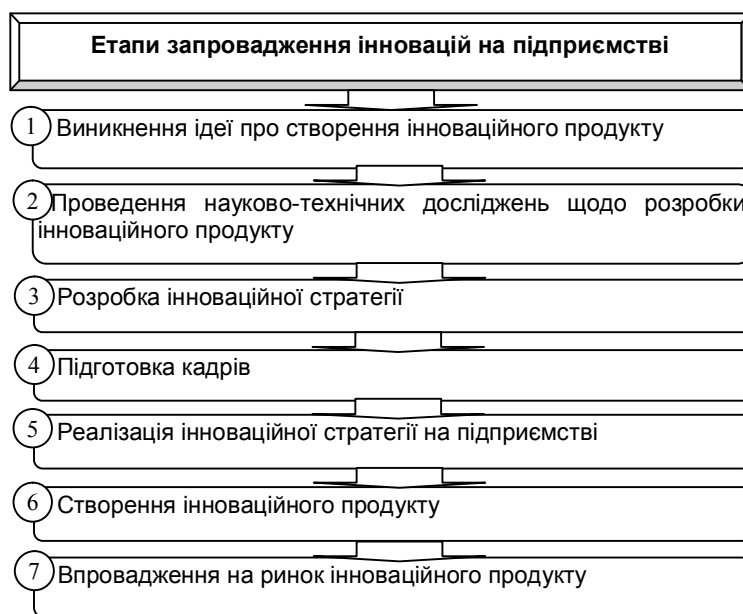 Етапи запровадження інновацій на підприємстві
1 Виникнення ідеї про створення інноваційного продукту
2 Проведення науково-технічних досліджень щодо розробки
інноваційного продукту
3 Розробка інноваційної стратегії
4 Підготовка кадрів
5 Реалізація інноваційної стратегії на підприємстві
6 Створення інноваційного продукту
7 Впровадження на ринок інноваційного продукту